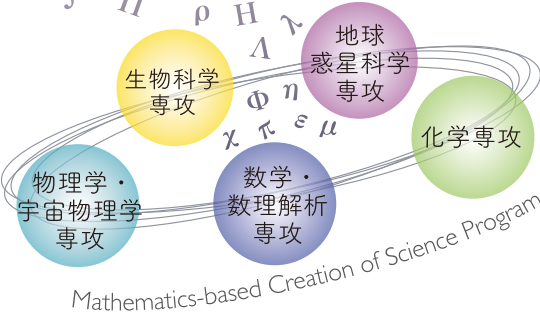 Π ρ H λ
Λ
Φ η
χ π ε μ
地球
惑星科学
専攻
生物科学
専攻
化学専攻
物理学・
宇宙物理学
専攻
数学・
数理解析
専攻
Mathematics-based Creation of Science Program